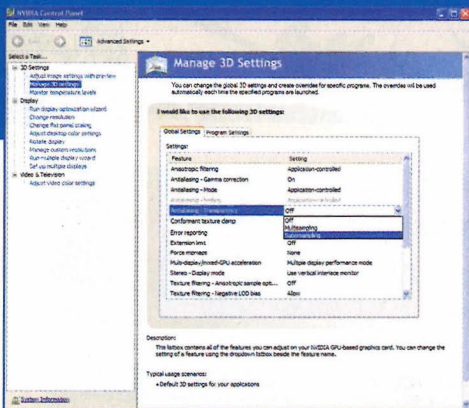 NVIDIA Control Panel
File Edit View Help
Advanced Settings
Select a Task...
3D Settings
Adjust image settings with preview
Manage 3D settings
Monitor temperature levels
Display
Run display optimization wizard
Change resolution
Change flat panel scaling
Adjust desktop color settings
Rotate display
Manage custom resolutions
Run multiple display wizard
Set up multiple displays
Video & Television
Adjust video color settings
System Information
Manage 3D Settings
You can change the global 3D settings and create overrides for specific programs. The overrides will be used
automatically each time the specified programs are launched.
I would like to use the following 3D settings:
Global Settings Program Settings
Settings:
Feature Setting
Anisotropic filtering Application-controlled
Antialiasing - Gamma correction On
Antialiasing - Mode Application-controlled
Antialiasing - Setting Application-controlled
Antialiasing - Transparency Off
Off
Multisampling
Supersampling
Conformant texture clamp
Error reporting
Extension limit Off
Force mipmaps None
Multi-display/mixed-GPU acceleration Multiple display performance mode
Stereo - Display mode Use vertical interlace monitor
Texture filtering - Anisotropic sample opti... Off
Texture filtering - Negative LOD bias Allow
Description:
This listbox contains all of the features you can adjust on your NVIDIA GPU-based graphics card. You can change the
setting of a feature using the dropdown listbox beside the feature name.
Typical usage scenarios:
• Default 3D settings for your applications